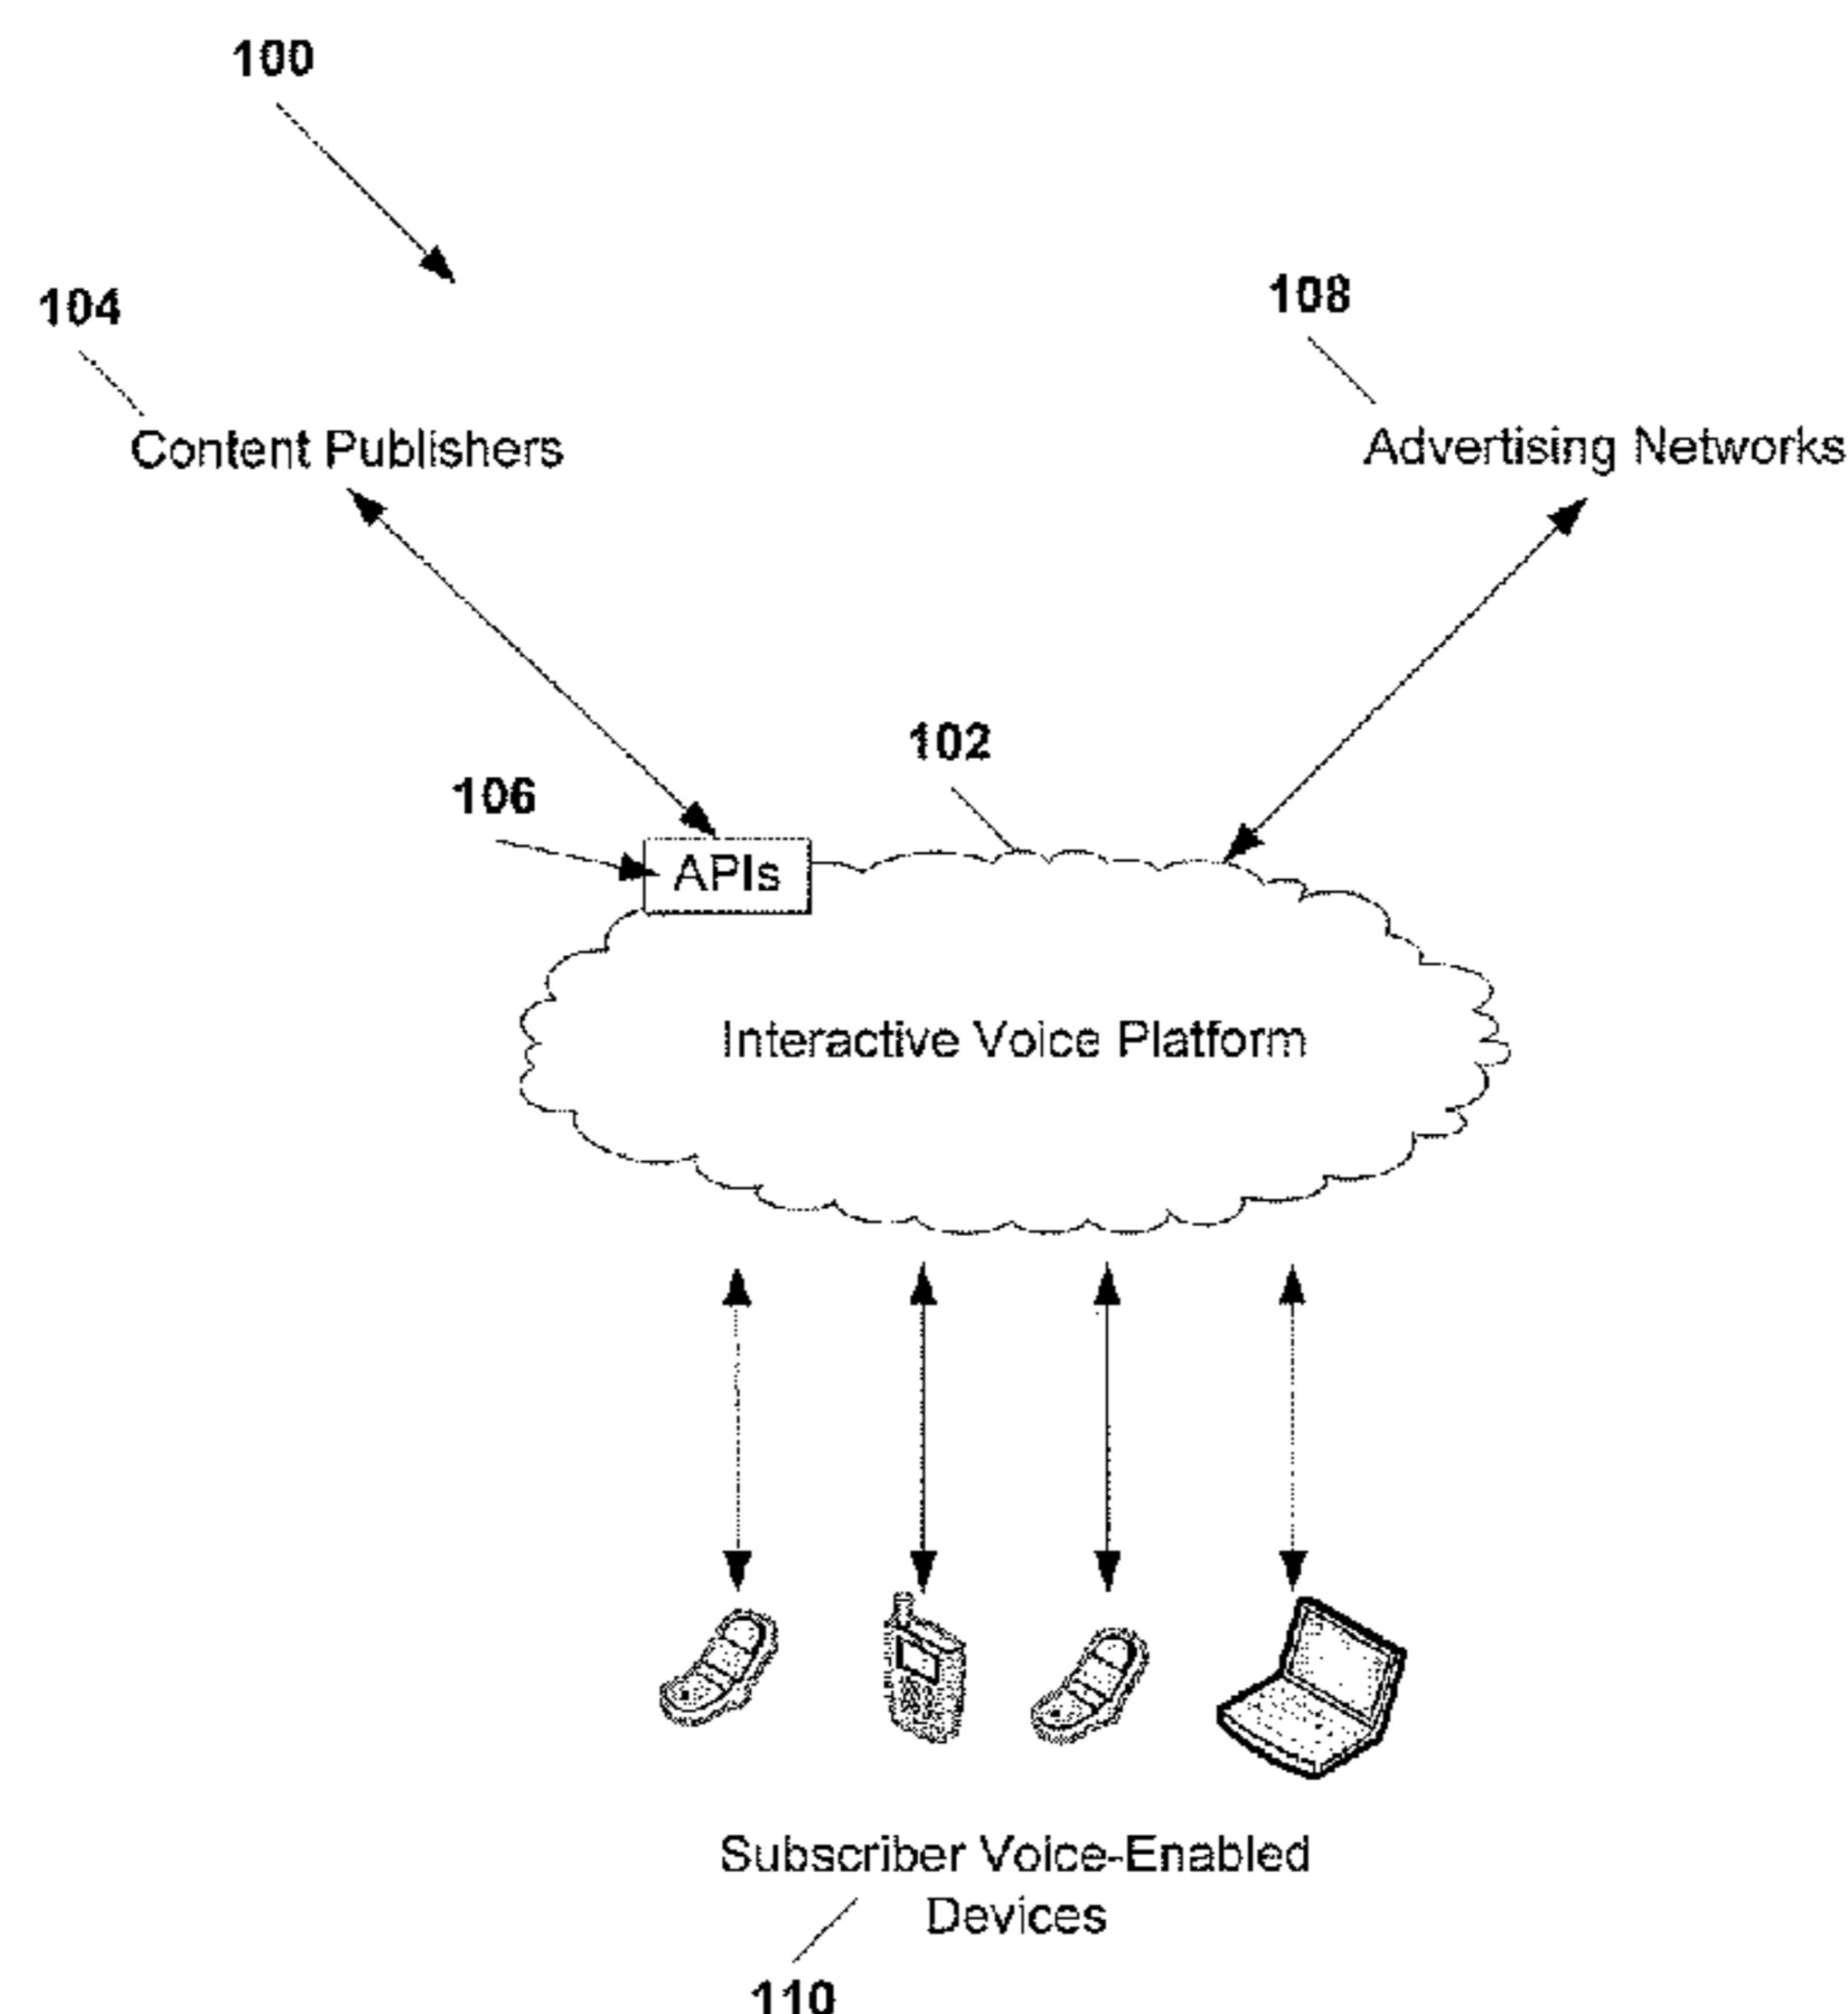 100
104
108
Content Publishers
Advertising Networks
102
106
APIs
Interactive Voice Platform
Subscriber Voice-Enabled
Devices
110